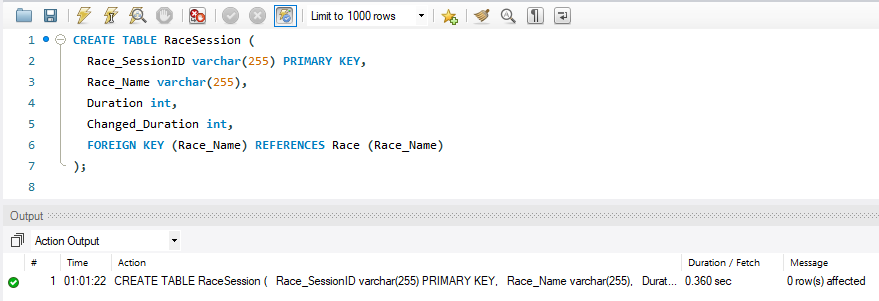 Limit to 1000 rows
1 CREATE TABLE RaceSession (
2 Race_SessionID varchar(255) PRIMARY KEY,
3 Race_Name varchar(255),
4 Duration int,
5 Changed_Duration int,
6 FOREIGN KEY (Race_Name) REFERENCES Race (Race_Name)
7 );
8
Output
Action Output
# Time Action Duration / Fetch Message
1 01:01:22 CREATE TABLE RaceSession ( Race_SessionID varchar(255) PRIMARY KEY, Race_Name varchar(255), Durat... 0.360 sec 0 row(s) affected